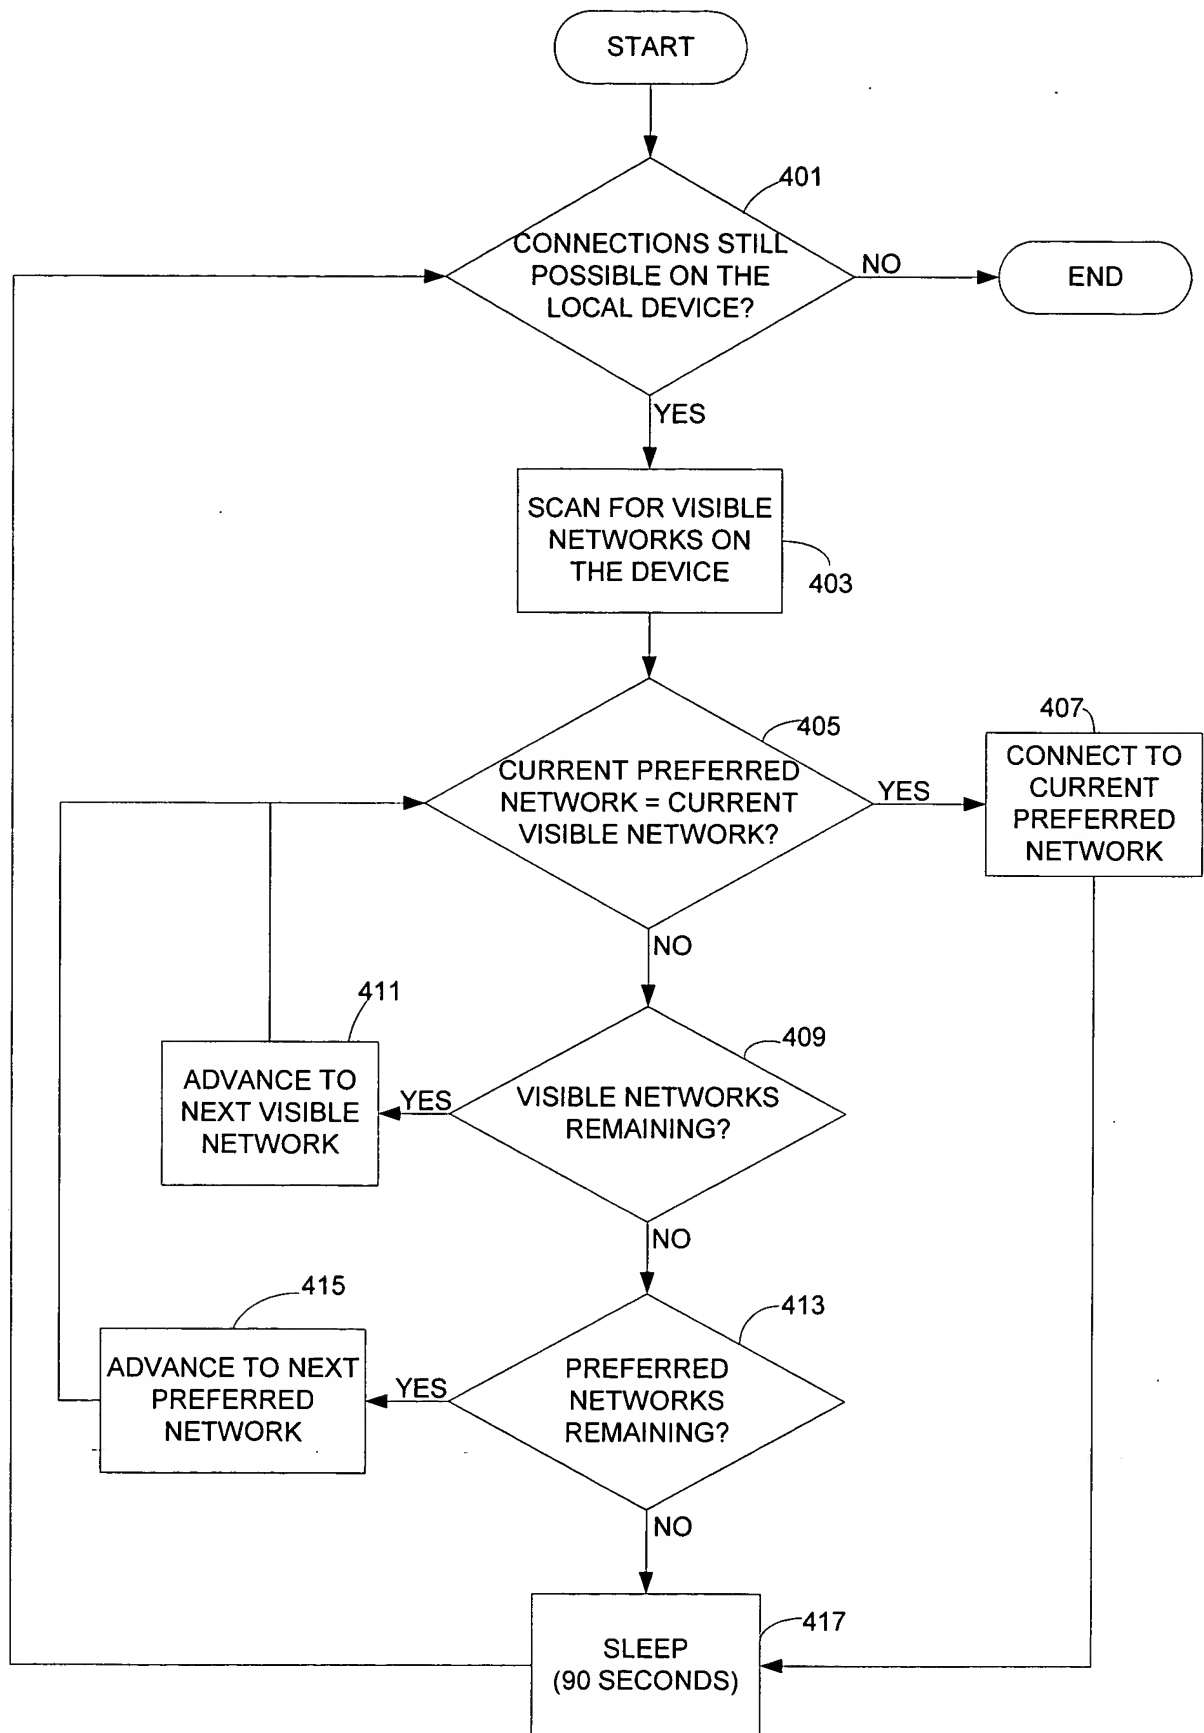 START
401
CONNECTIONS STILL
POSSIBLE ON THE
LOCAL DEVICE?
NO
END
YES
SCAN FOR VISIBLE
NETWORKS ON
THE DEVICE
403
405
CURRENT PREFERRED
NETWORK = CURRENT
VISIBLE NETWORK?
YES
407
CONNECT TO
CURRENT
PREFERRED
NETWORK
NO
409
VISIBLE NETWORKS
REMAINING?
YES
411
ADVANCE TO
NEXT VISIBLE
NETWORK
NO
413
PREFERRED
NETWORKS
REMAINING?
YES
415
ADVANCE TO NEXT
PREFERRED
NETWORK
NO
417
SLEEP
(90 SECONDS)